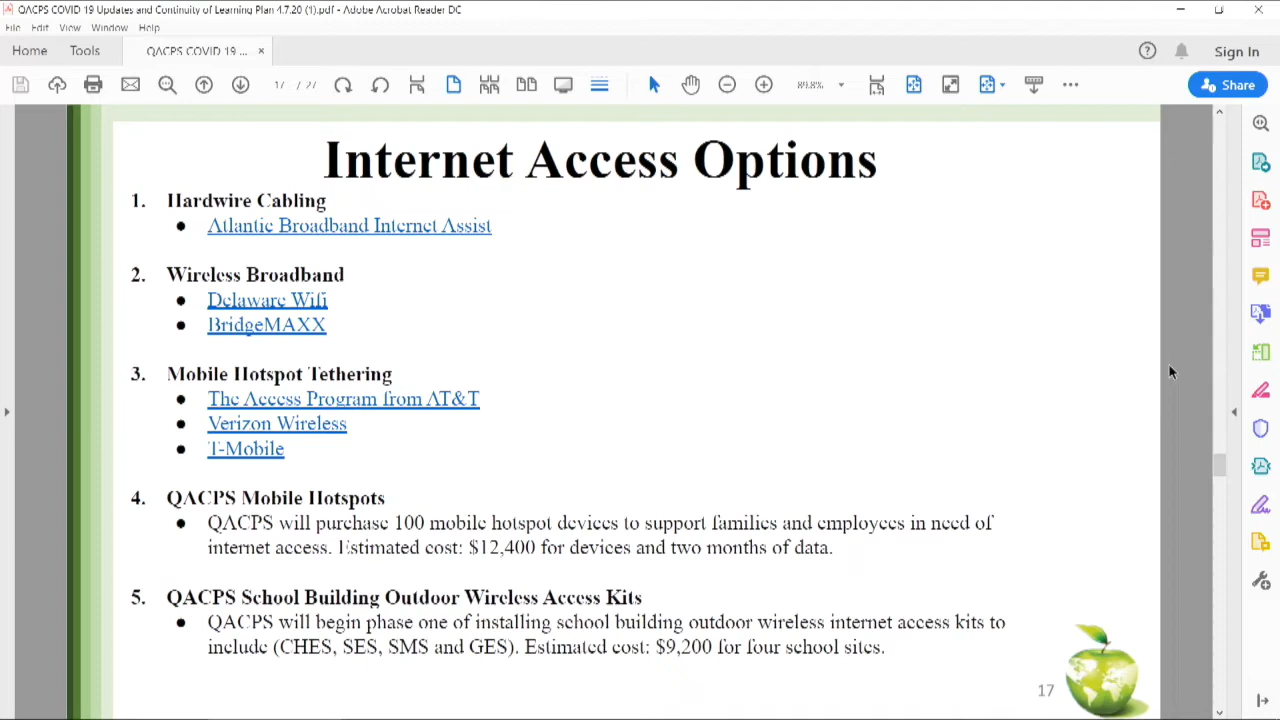 QACPS COVID 19 Updates and Continuity of Learning Plan 4.7.20 (1).pdf - Adobe Acrobat Reader DC
File Edit View Window Help
Home Tools QACPS COVID 19 ... × Sign In
17 / 27 89.8% Share
Internet Access Options
1. Hardwire Cabling
● Atlantic Broadband Internet Assist
2. Wireless Broadband
● Delaware Wifi
● BridgeMAXX
3. Mobile Hotspot Tethering
● The Access Program from AT&T
● Verizon Wireless
● T-Mobile
4. QACPS Mobile Hotspots
● QACPS will purchase 100 mobile hotspot devices to support families and employees in need of
internet access. Estimated cost: $12,400 for devices and two months of data.
5. QACPS School Building Outdoor Wireless Access Kits
● QACPS will begin phase one of installing school building outdoor wireless internet access kits to
include (CHES, SES, SMS and GES). Estimated cost: $9,200 for four school sites.
17